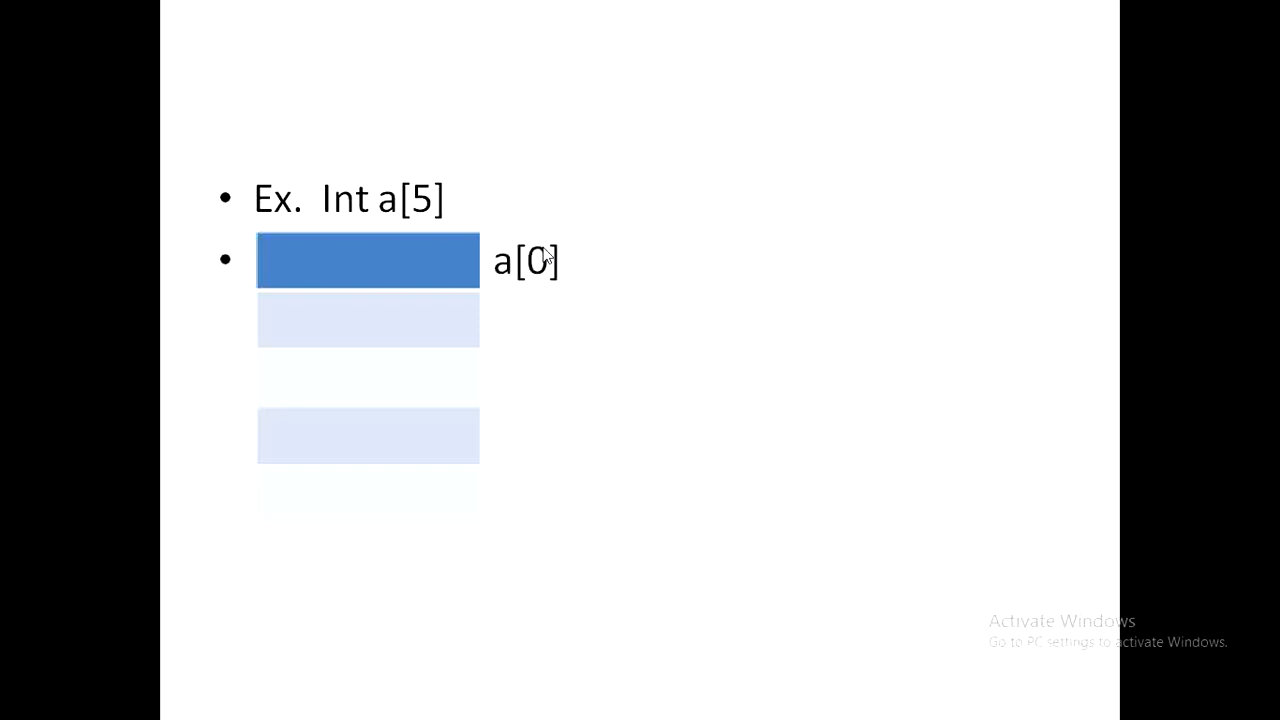 • Ex.  Int a[5]
• a[0]
Activate Windows
Go to PC settings to activate Windows.